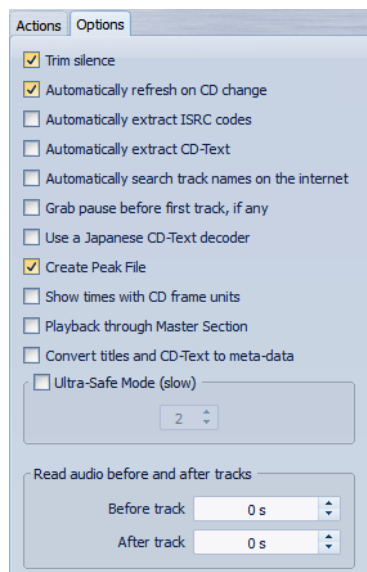 Actions Options
Trim silence
Automatically refresh on CD change
Automatically extract ISRC codes
Automatically extract CD-Text
Automatically search track names on the internet
Grab pause before first track, if any
Use a Japanese CD-Text decoder
Create Peak File
Show times with CD frame units
Playback through Master Section
Convert titles and CD-Text to meta-data
Ultra-Safe Mode (slow)
2
Read audio before and after tracks
Before track 0 s
After track 0 s